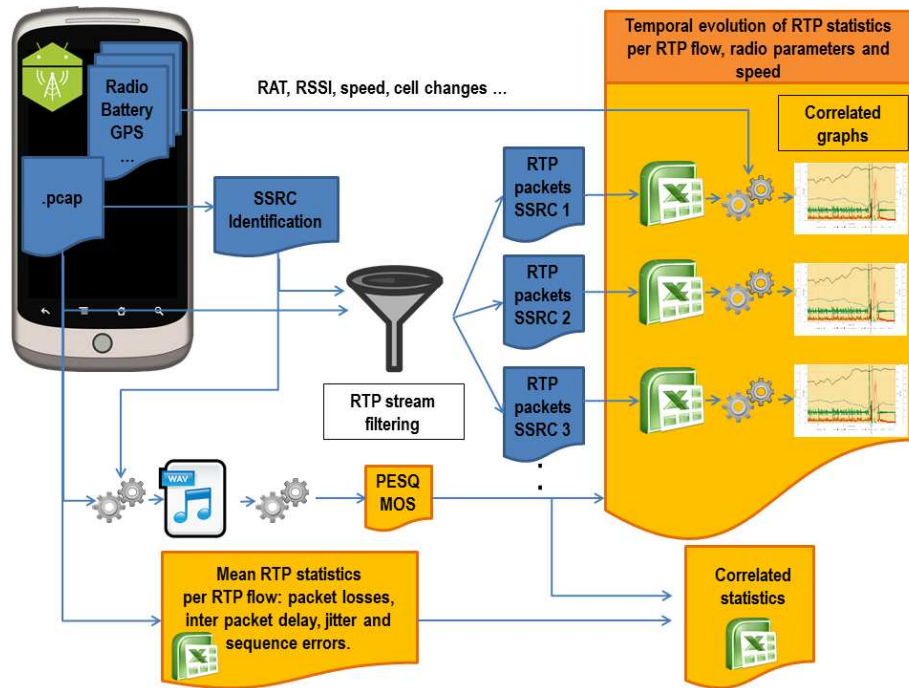 Temporal evolution of RTP statistics
per RTP flow, radio parameters and
speed
Radio
Battery
GPS
...
RAT, RSSI, speed, cell changes ...
Correlated
graphs
.pcap
SSRC
Identification
RTP
packets
SSRC 1
RTP
packets
SSRC 2
RTP
packets
SSRC 3
RTP stream
filtering
WAV
PESQ
MOS
Mean RTP statistics
per RTP flow: packet losses,
inter packet delay, jitter and
sequence errors.
Correlated
statistics